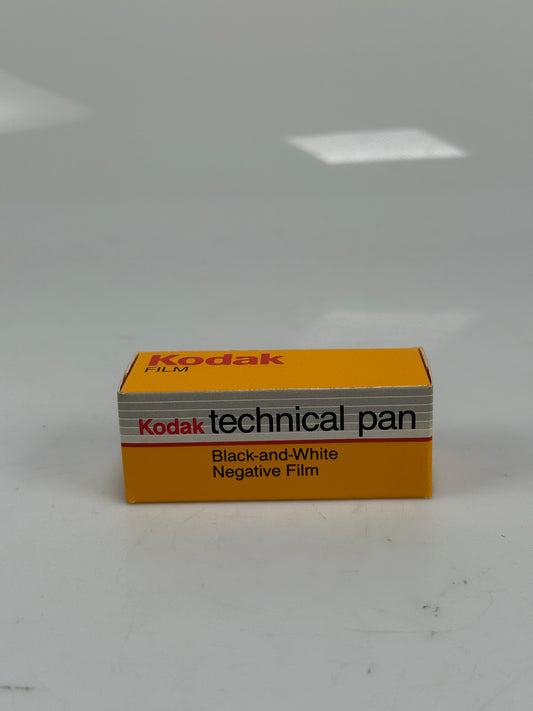 Kodak
FILM
Kodak technical pan
Black-and-White
Negative Film